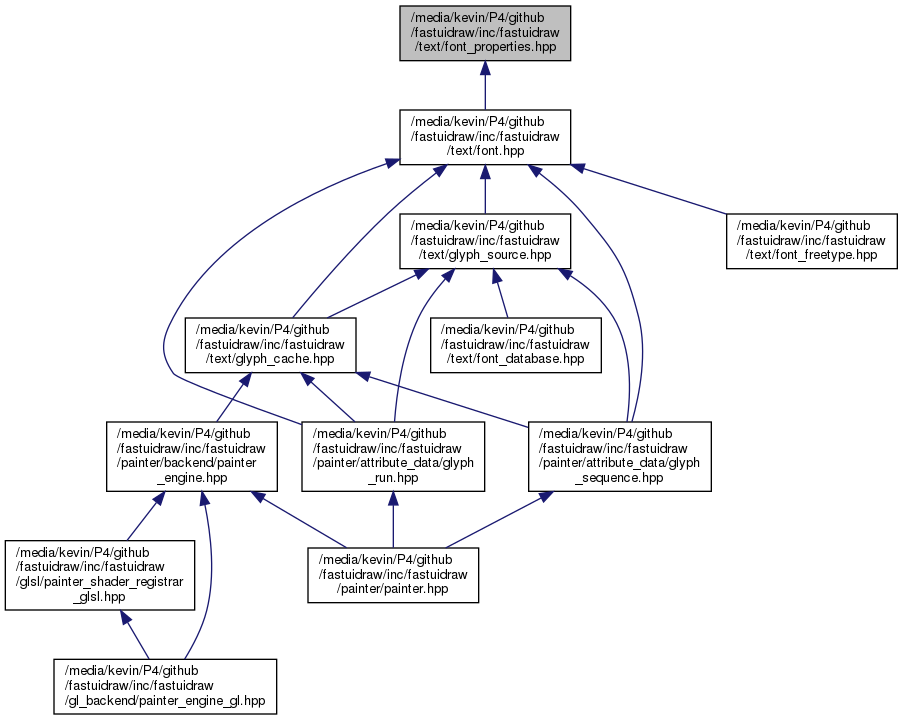 /media/kevin/P4/github
/fastuidraw/inc/fastuidraw
/text/font_properties.hpp
/media/kevin/P4/github
/fastuidraw/inc/fastuidraw
/text/font.hpp
/media/kevin/P4/github
/fastuidraw/inc/fastuidraw
/text/glyph_source.hpp
/media/kevin/P4/github
/fastuidraw/inc/fastuidraw
/text/font_freetype.hpp
/media/kevin/P4/github
/fastuidraw/inc/fastuidraw
/text/glyph_cache.hpp
/media/kevin/P4/github
/fastuidraw/inc/fastuidraw
/text/font_database.hpp
/media/kevin/P4/github
/fastuidraw/inc/fastuidraw
/painter/backend/painter
_engine.hpp
/media/kevin/P4/github
/fastuidraw/inc/fastuidraw
/painter/attribute_data/glyph
_run.hpp
/media/kevin/P4/github
/fastuidraw/inc/fastuidraw
/painter/attribute_data/glyph
_sequence.hpp
/media/kevin/P4/github
/fastuidraw/inc/fastuidraw
/glsl/painter_shader_registrar
_glsl.hpp
/media/kevin/P4/github
/fastuidraw/inc/fastuidraw
/painter/painter.hpp
/media/kevin/P4/github
/fastuidraw/inc/fastuidraw
/gl_backend/painter_engine_gl.hpp